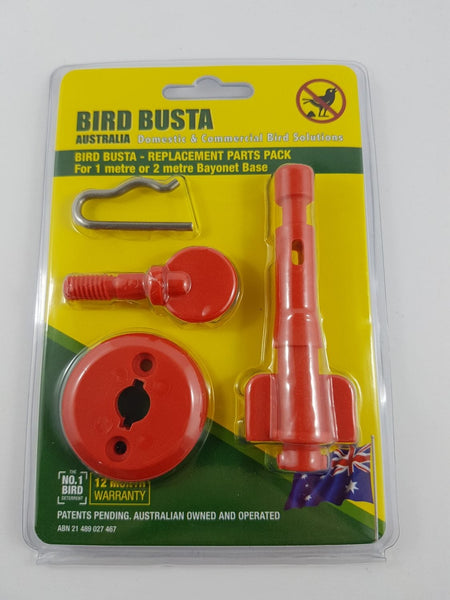 BIRD BUSTA
AUSTRALIA Domestic & Commercial Bird Solutions
BIRD BUSTA - REPLACEMENT PARTS PACK
For 1 metre or 2 metre Bayonet Base
THE
NO.1
BIRD
DETERRENT
12 MONTH
WARRANTY
PATENTS PENDING. AUSTRALIAN OWNED AND OPERATED
ABN 21 489 027 467